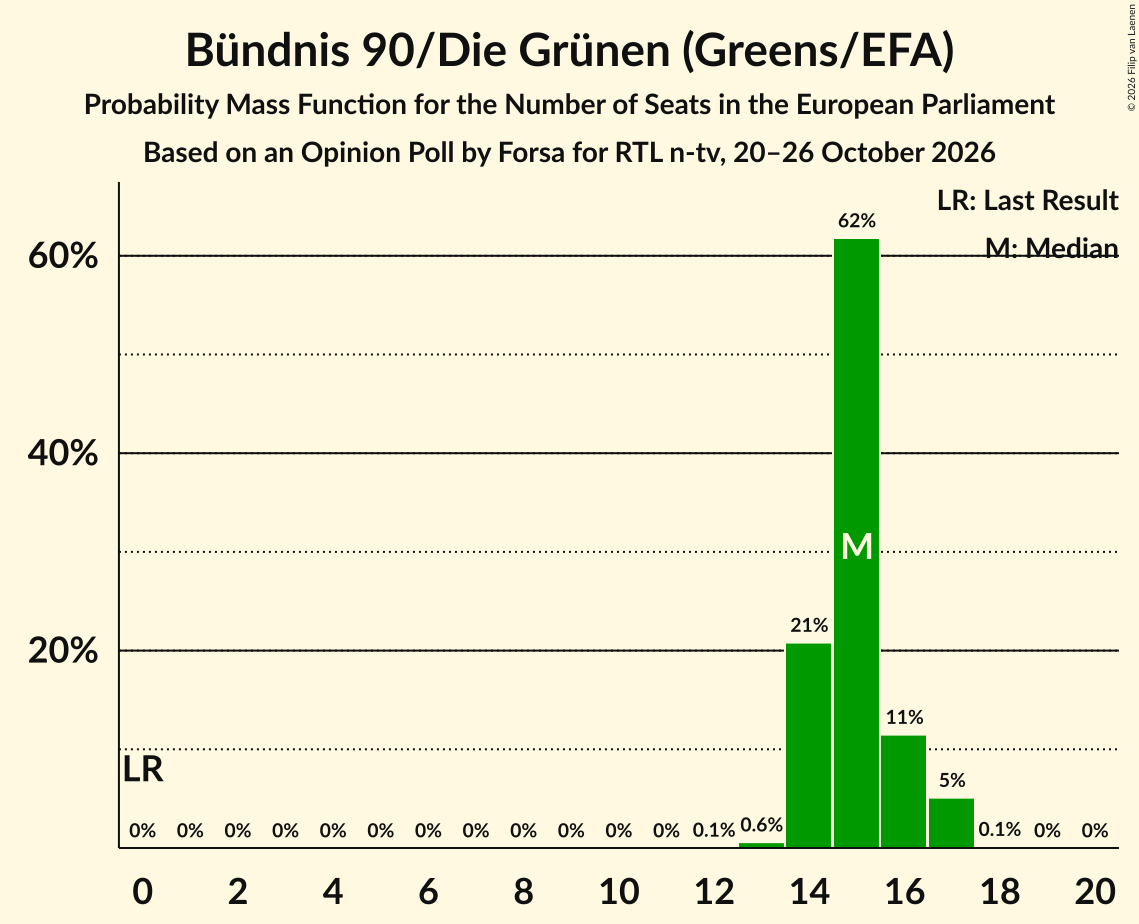 Bündnis 90/Die Grünen (Greens/EFA)
Probability Mass Function for the Number of Seats in the European Parliament
Based on an Opinion Poll by Forsa for RTL n-tv, 20–26 October 2026
© 2026 Filip van Laenen
LR: Last Result
M: Median
60%
40%
20%
62%
M
21%
11%
5%
LR
0% 0% 0% 0% 0% 0% 0% 0% 0% 0% 0% 0% 0.1% 0.6% 0.1% 0% 0%
0 2 4 6 8 10 12 14 16 18 20